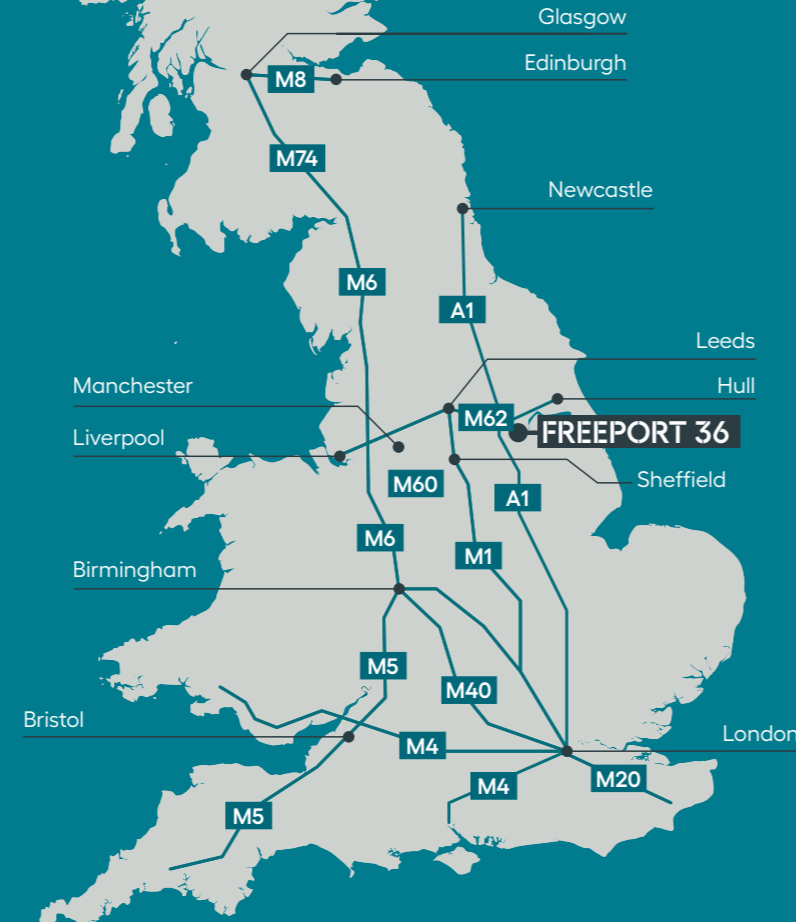 Glasgow
Edinburgh
M8
M74
Newcastle
M6
A1
Leeds
Manchester
Hull
M62
FREEPORT 36
Liverpool
M60
Sheffield
A1
M6
M1
Birmingham
M5
M40
Bristol
London
M4
M20
M4
M5